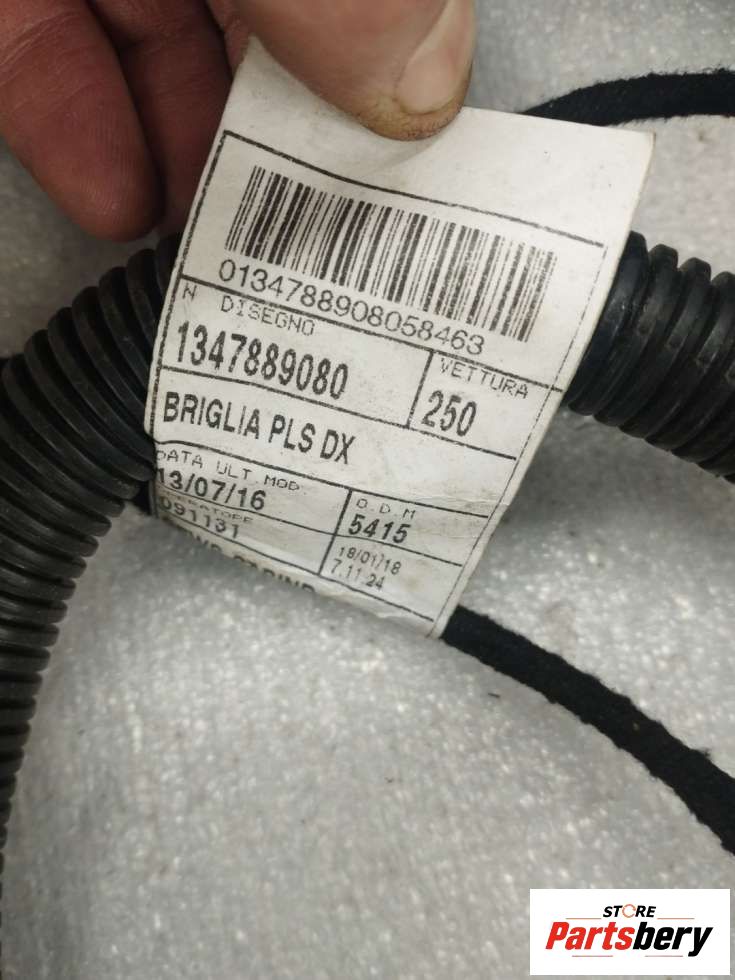 0134788908058463
N DISEGNO
1347889080
VETTURA
250
BRIGLIA PLS DX
DATA ULT.MOD
13/07/16
O.D.M
5415
091131
18/01/18
7.11.24
STORE
Partsbery